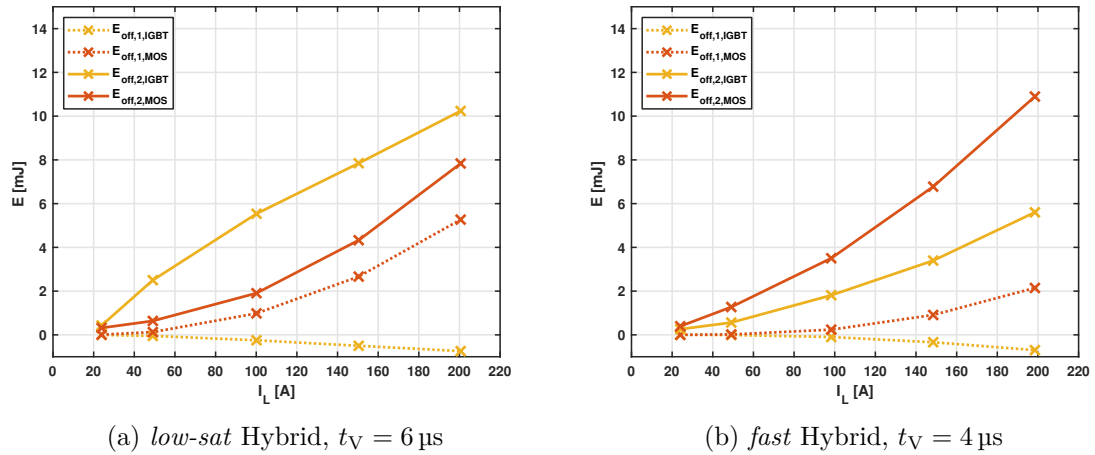 14
12
10
8
6
4
2
0
E [mJ]
E_off,1,IGBT
E_off,1,MOS
E_off,2,IGBT
E_off,2,MOS
0 20 40 60 80 100 120 140 160 180 200 220
I_L [A]
(a) low-sat Hybrid, t_V = 6 µs
14
12
10
8
6
4
2
0
E [mJ]
E_off,1,IGBT
E_off,1,MOS
E_off,2,IGBT
E_off,2,MOS
0 20 40 60 80 100 120 140 160 180 200 220
I_L [A]
(b) fast Hybrid, t_V = 4 µs